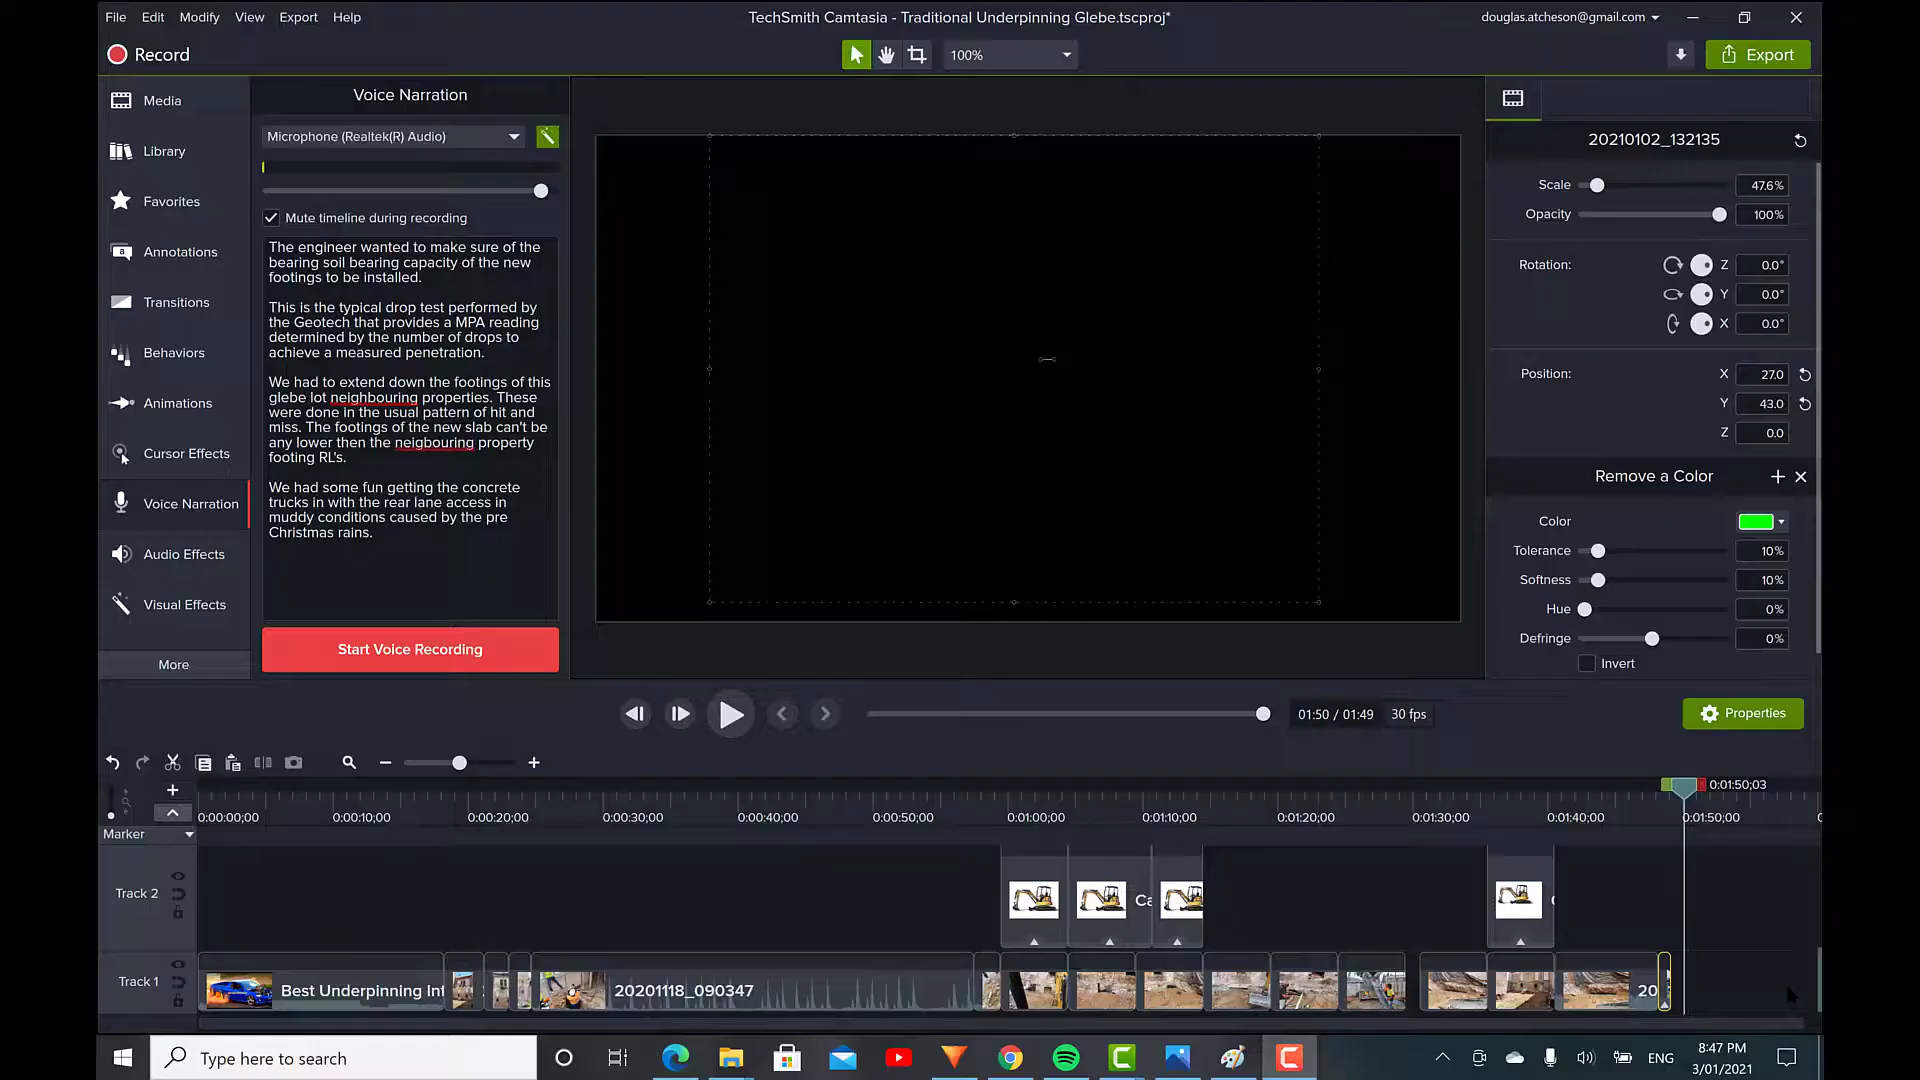 File Edit Modify View Export Help
TechSmith Camtasia - Traditional Underpinning Glebe.tscproj*
douglas.atcheson@gmail.com
Record
100%
Export
Media
Library
Favorites
Annotations
Transitions
Behaviors
Animations
Cursor Effects
Voice Narration
Audio Effects
Visual Effects
More
Voice Narration
Microphone (Realtek(R) Audio)
Mute timeline during recording
The engineer wanted to make sure of the
bearing soil bearing capacity of the new
footings to be installed.
This is the typical drop test performed by
the Geotech that provides a MPA reading
determined by the number of drops to
achieve a measured penetration.
We had to extend down the footings of this
glebe lot neighbouring properties. These
were done in the usual pattern of hit and
miss. The footings of the new slab can't be
any lower then the neigbouring property
footing RL's.
We had some fun getting the concrete
trucks in with the rear lane access in
muddy conditions caused by the pre
Christmas rains.
Start Voice Recording
20210102_132135
Scale 47.6%
Opacity 100%
Rotation: Z 0.0°
Y 0.0°
X 0.0°
Position: X 27.0
Y 43.0
Z 0.0
Remove a Color
Color
Tolerance 10%
Softness 10%
Hue 0%
Defringe 0%
Invert
01:50 / 01:49 30 fps
Properties
0:01:50;03
0:00:00;00 0:00:10;00 0:00:20;00 0:00:30;00 0:00:40;00 0:00:50;00 0:01:00;00 0:01:10;00 0:01:20;00 0:01:30;00 0:01:40;00 0:01:50;00
Marker
Track 2
Ca
Track 1
Best Underpinning Int
20201118_090347
20
Type here to search
ENG
8:47 PM
3/01/2021